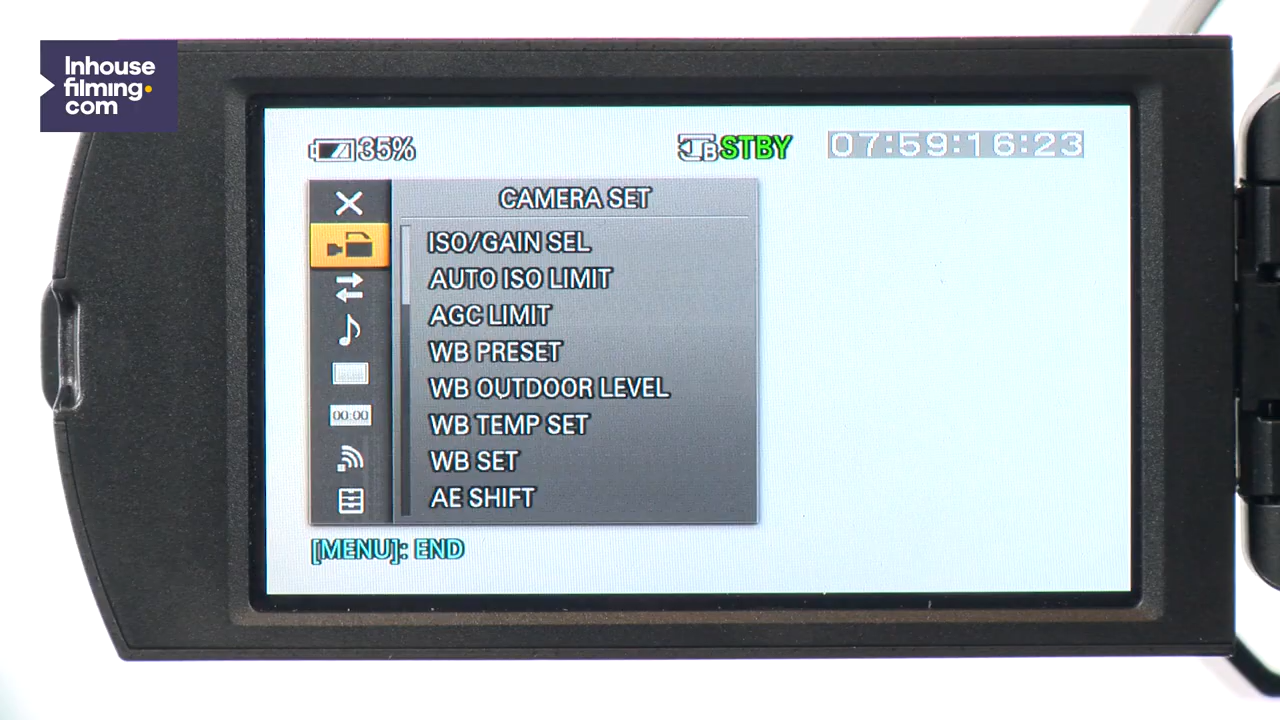 Inhouse
filming.
com
35%
B STBY
07:59:16:23
CAMERA SET
ISO/GAIN SEL
AUTO ISO LIMIT
AGC LIMIT
WB PRESET
WB OUTDOOR LEVEL
WB TEMP SET
WB SET
00:00
AE SHIFT
[MENU]: END